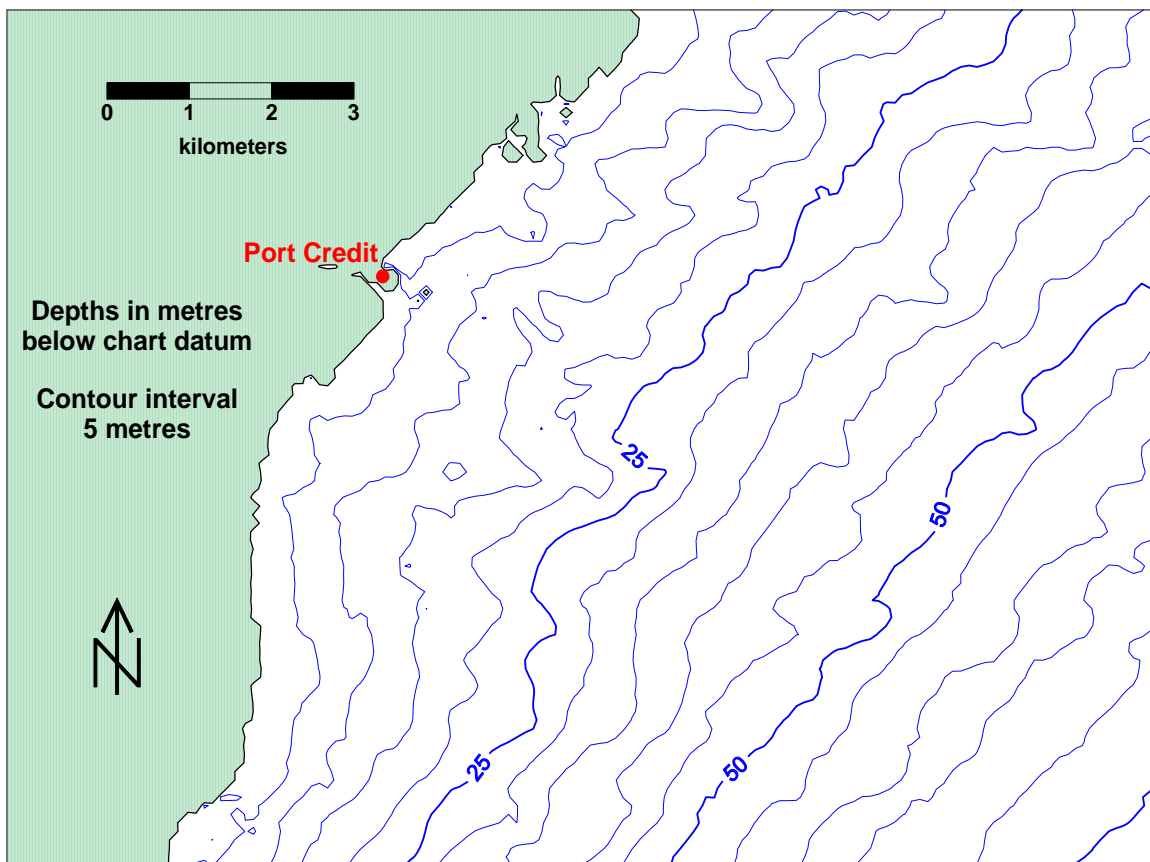 0 1 2 3
kilometers
Port Credit
Depths in metres
below chart datum
Contour interval
5 metres
25
50
N
25
50